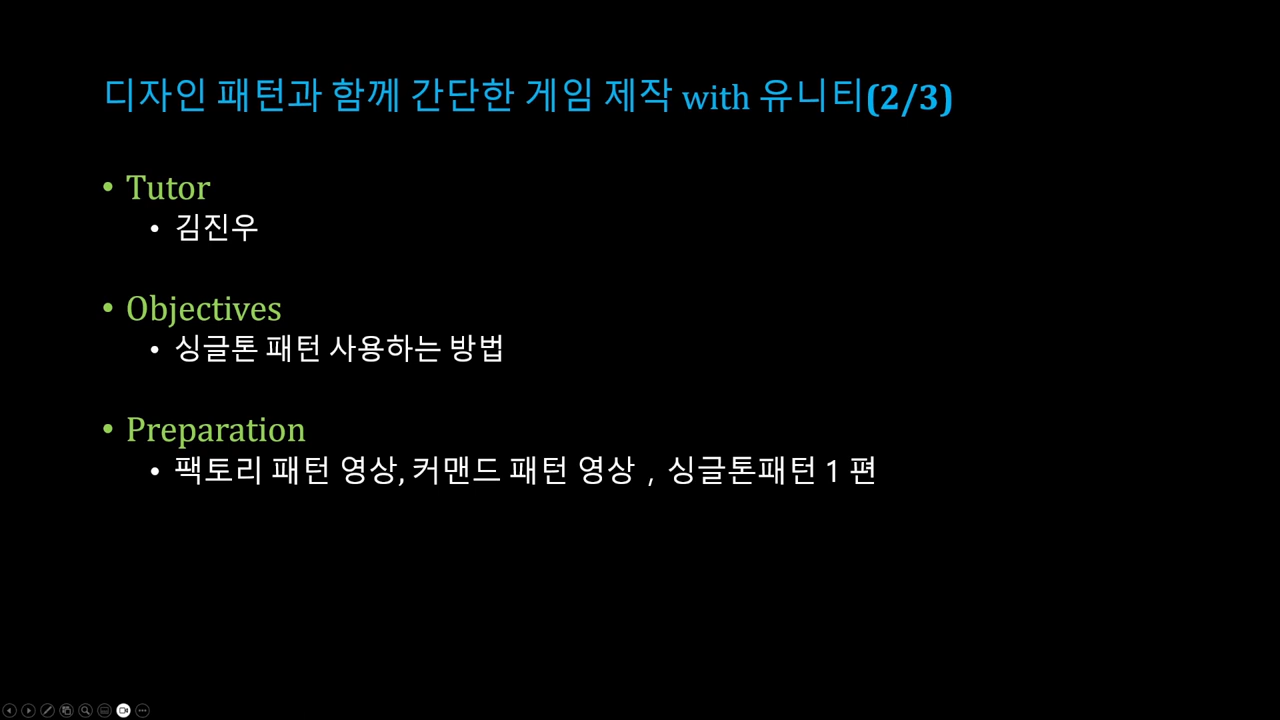 디자인 패턴과 함께 간단한 게임 제작 with 유니티(2/3)
• Tutor
• 김진우
• Objectives
• 싱글톤 패턴 사용하는 방법
• Preparation
• 팩토리 패턴 영상, 커맨드 패턴 영상 , 싱글톤패턴 1 편